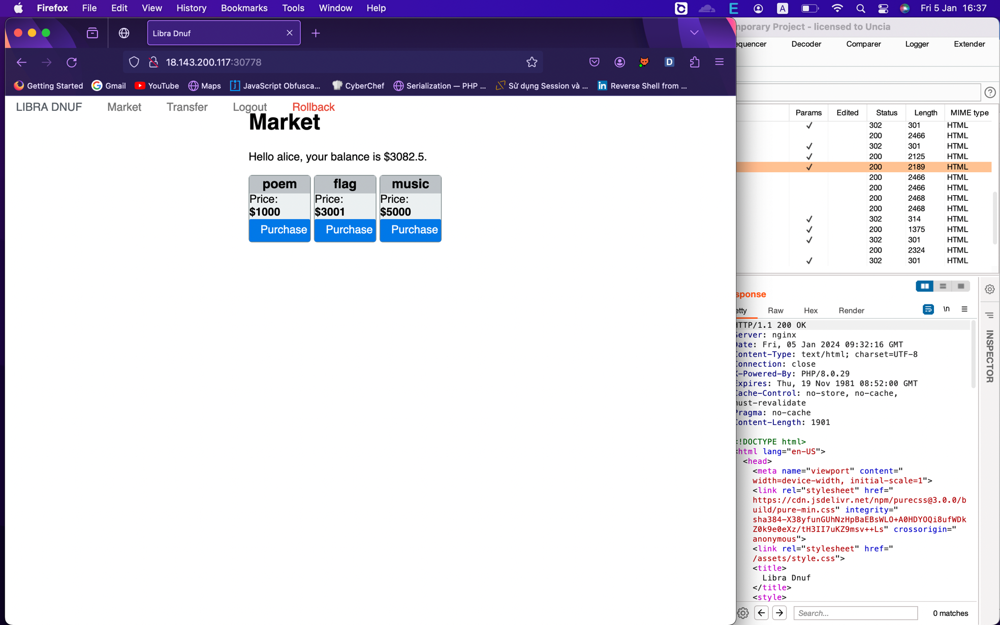 Firefox File Edit View History Bookmarks Tools Window Help
E A Fri 5 Jan 16:37
Libra Dnuf
18.143.200.117:30778
D
Getting Started Gmail YouTube Maps JavaScript Obfusca... CyberChef Serialization — PHP ... Sử dụng Session và ... Reverse Shell from ...
LIBRA DNUF Market Transfer Logout Rollback
Market
Hello alice, your balance is $3082.5.
poem flag music
Price: Price: Price:
$1000 $3001 $5000
Purchase Purchase Purchase
mporary Project - licensed to Uncia
equencer Decoder Comparer Logger Extender
Params Edited Status Length MIME type
✓ 302 301 HTML
200 2466 HTML
✓ 302 301 HTML
✓ 200 2125 HTML
✓ 200 2189 HTML
200 2466 HTML
200 2466 HTML
200 2468 HTML
200 2468 HTML
✓ 302 314 HTML
✓ 200 1375 HTML
✓ 302 301 HTML
200 2324 HTML
✓ 302 301 HTML
sponse
etty Raw Hex Render \n
HTTP/1.1 200 OK
Server: nginx
Date: Fri, 05 Jan 2024 09:32:16 GMT
Content-Type: text/html; charset=UTF-8
Connection: close
X-Powered-By: PHP/8.0.29
Expires: Thu, 19 Nov 1981 08:52:00 GMT
Cache-Control: no-store, no-cache,
must-revalidate
Pragma: no-cache
Content-Length: 1901
<!DOCTYPE html>
<html lang="en-US">
<head>
<meta name="viewport" content="
width=device-width, initial-scale=1">
<link rel="stylesheet" href="
https://cdn.jsdelivr.net/npm/purecss@3.0.0/b
uild/pure-min.css" integrity="
sha384-X38yfunGUhNzHpBaEBsWLO+A0HDYOQi8ufWDk
Z0k9e0eXz/tH3II7uKZ9msv++Ls" crossorigin="
anonymous">
<link rel="stylesheet" href="
/assets/style.css">
<title>
Libra Dnuf
</title>
<style>
Search... 0 matches
INSPECTOR